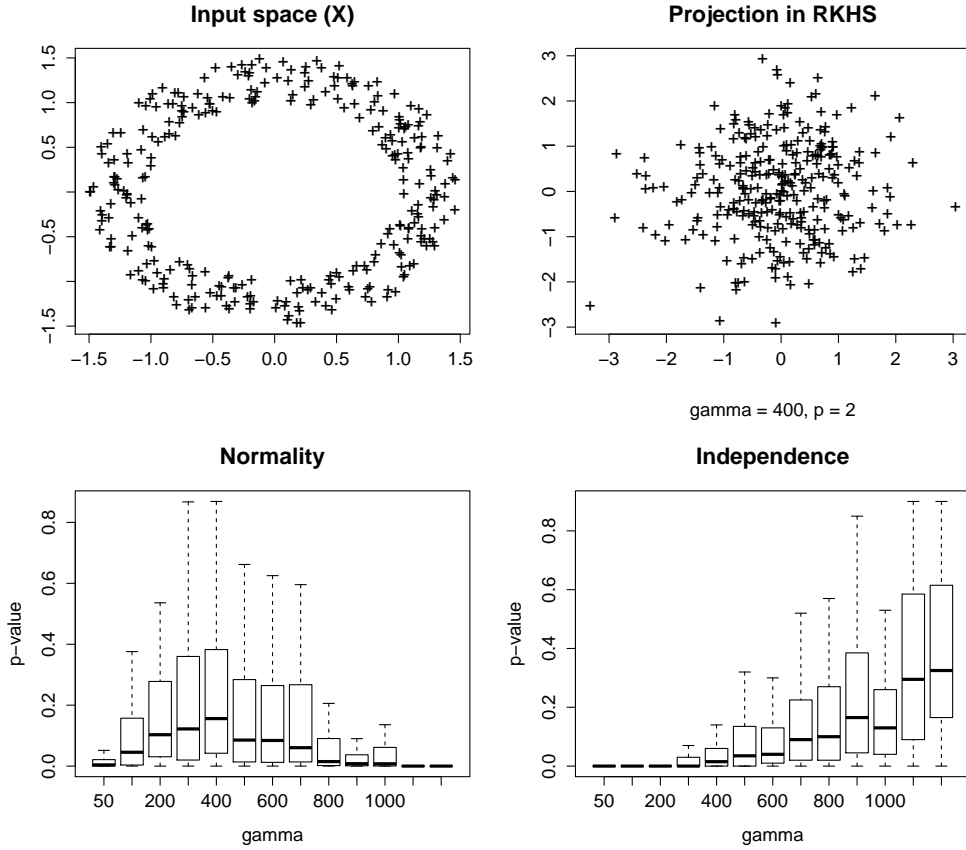 Input space (X)
1.5
1.0
0.5
−0.5
−1.5
−1.5 −1.0 −0.5 0.0 0.5 1.0 1.5
Projection in RKHS
3
2
1
0
−1
−2
−3
−3 −2 −1 0 1 2 3
gamma = 400, p = 2
Normality
p−value
0.8
0.6
0.4
0.2
0.0
50 200 400 600 800 1000
gamma
Independence
p−value
0.8
0.6
0.4
0.2
0.0
50 200 400 600 800 1000
gamma